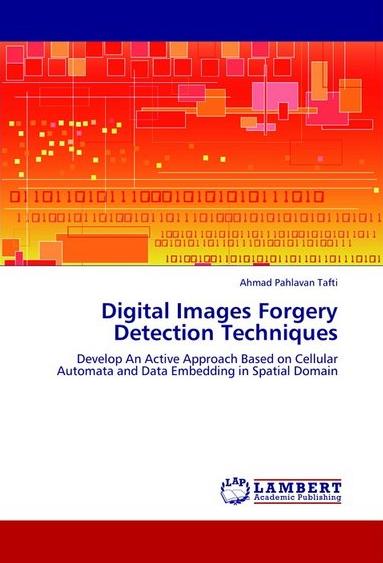 Ahmad Pahlavan Tafti
Digital Images Forgery
Detection Techniques
Develop An Active Approach Based on Cellular
Automata and Data Embedding in Spatial Domain
LAP
LAMBERT
Academic Publishing